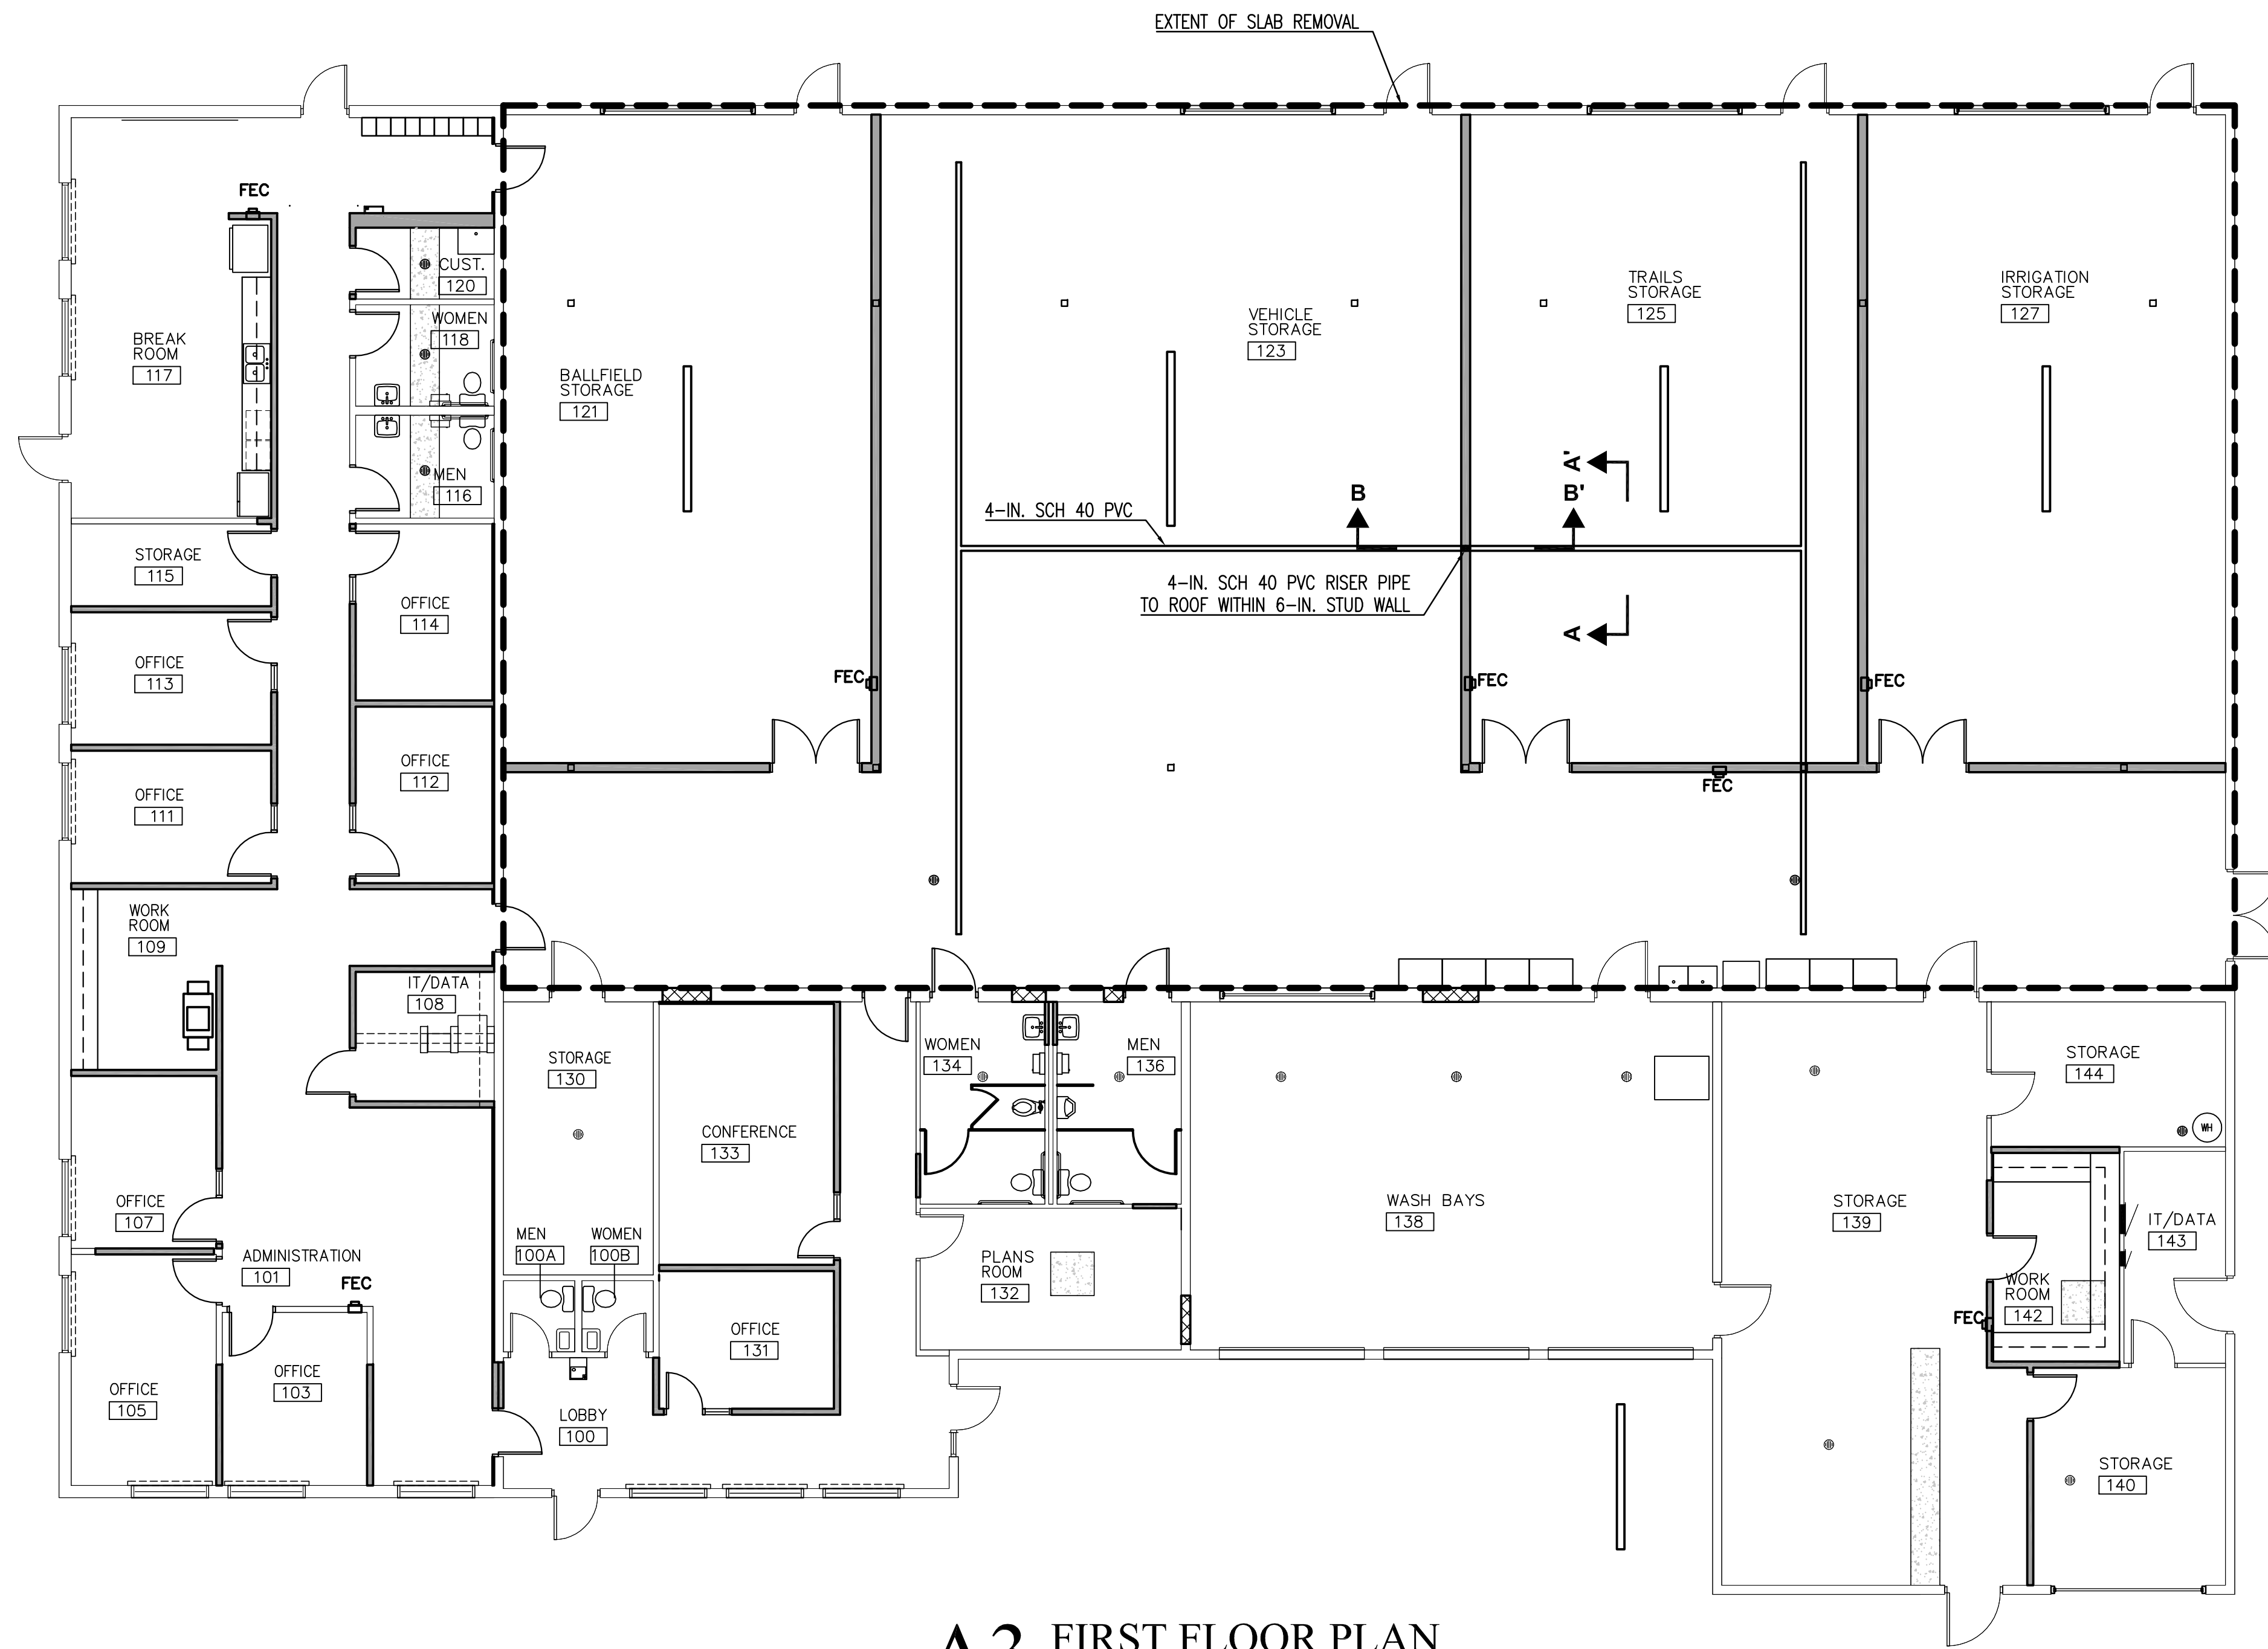 EXTENT OF SLAB REMOVAL
FEC
CUST.
120
WOMEN
118
BREAK
ROOM
117
MEN
116
BALLFIELD
STORAGE
121
VEHICLE
STORAGE
123
TRAILS
STORAGE
125
IRRIGATION
STORAGE
127
A'
B
B'
4-IN. SCH 40 PVC
4-IN. SCH 40 PVC RISER PIPE
TO ROOF WITHIN 6-IN. STUD WALL
A
STORAGE
115
OFFICE
114
OFFICE
113
FEC
FEC
FEC
OFFICE
112
FEC
OFFICE
111
WORK
ROOM
109
IT/DATA
108
STORAGE
130
WOMEN
134
MEN
136
STORAGE
144
WH
CONFERENCE
133
OFFICE
107
WASH BAYS
138
STORAGE
139
IT/DATA
143
MEN
100A
WOMEN
100B
ADMINISTRATION
101
FEC
PLANS
ROOM
132
WORK
ROOM
142
FEC
OFFICE
131
OFFICE
105
OFFICE
103
LOBBY
100
STORAGE
140
A2 FIRST FLOOR PLAN